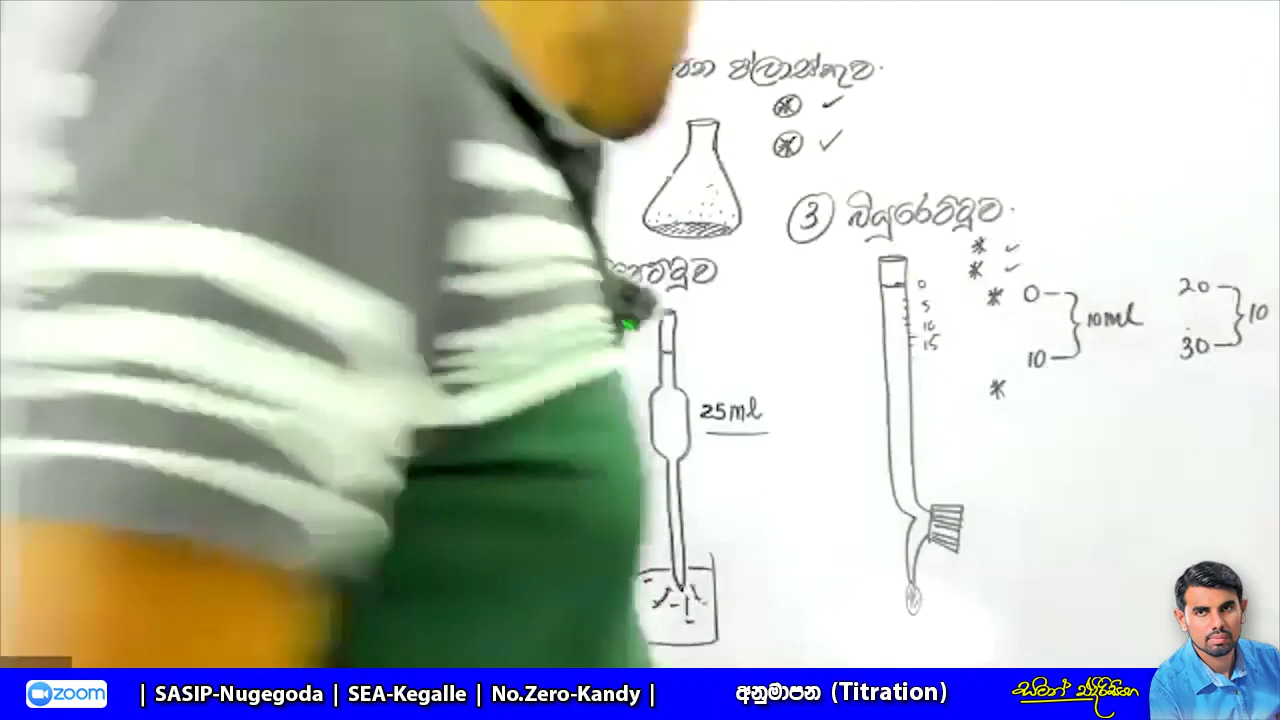 ප්ලාස්කුව.
③ බියුරෙට්ටුව.
0
5
10
15
0
10
10ml
20
30
10
25ml
zoom
| SASIP-Nugegoda | SEA-Kegalle | No.Zero-Kandy |
අනුමාපන (Titration)